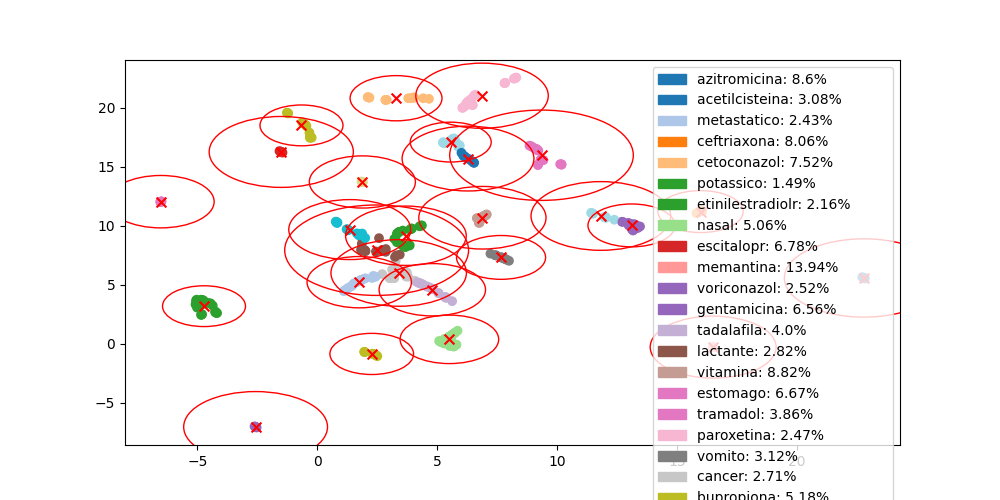 azitromicina: 8.6%
acetilcisteina: 3.08%
metastatico: 2.43%
ceftriaxona: 8.06%
cetoconazol: 7.52%
potassico: 1.49%
etinilestradiolr: 2.16%
nasal: 5.06%
escitalopr: 6.78%
memantina: 13.94%
voriconazol: 2.52%
gentamicina: 6.56%
tadalafila: 4.0%
lactante: 2.82%
vitamina: 8.82%
estomago: 6.67%
tramadol: 3.86%
paroxetina: 2.47%
vomito: 3.12%
cancer: 2.71%
bupropiona: 5.18%
20
15
10
5
0
−5
−5 0 5 10 15 20